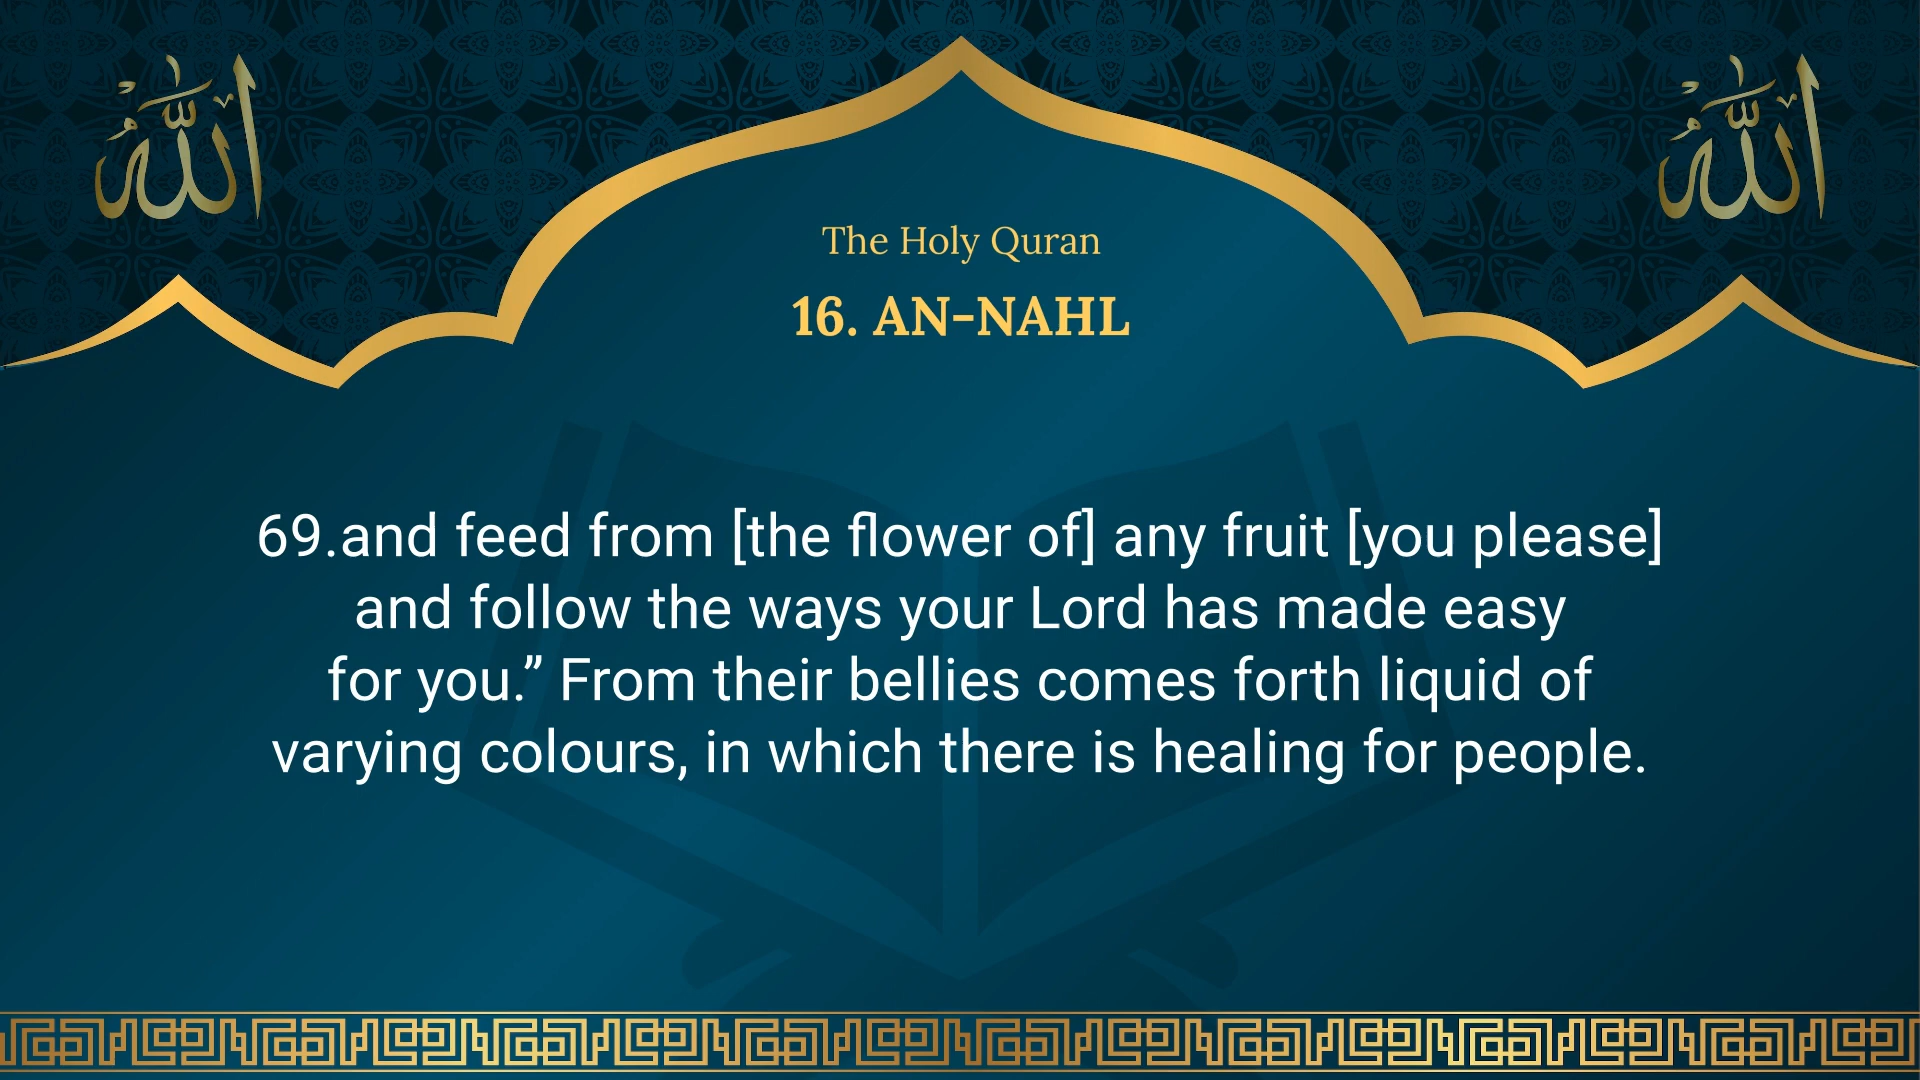 اللّٰهُ
اللّٰهُ
The Holy Quran
16. AN-NAHL
69.and feed from [the flower of] any fruit [you please]
and follow the ways your Lord has made easy
for you.” From their bellies comes forth liquid of
varying colours, in which there is healing for people.